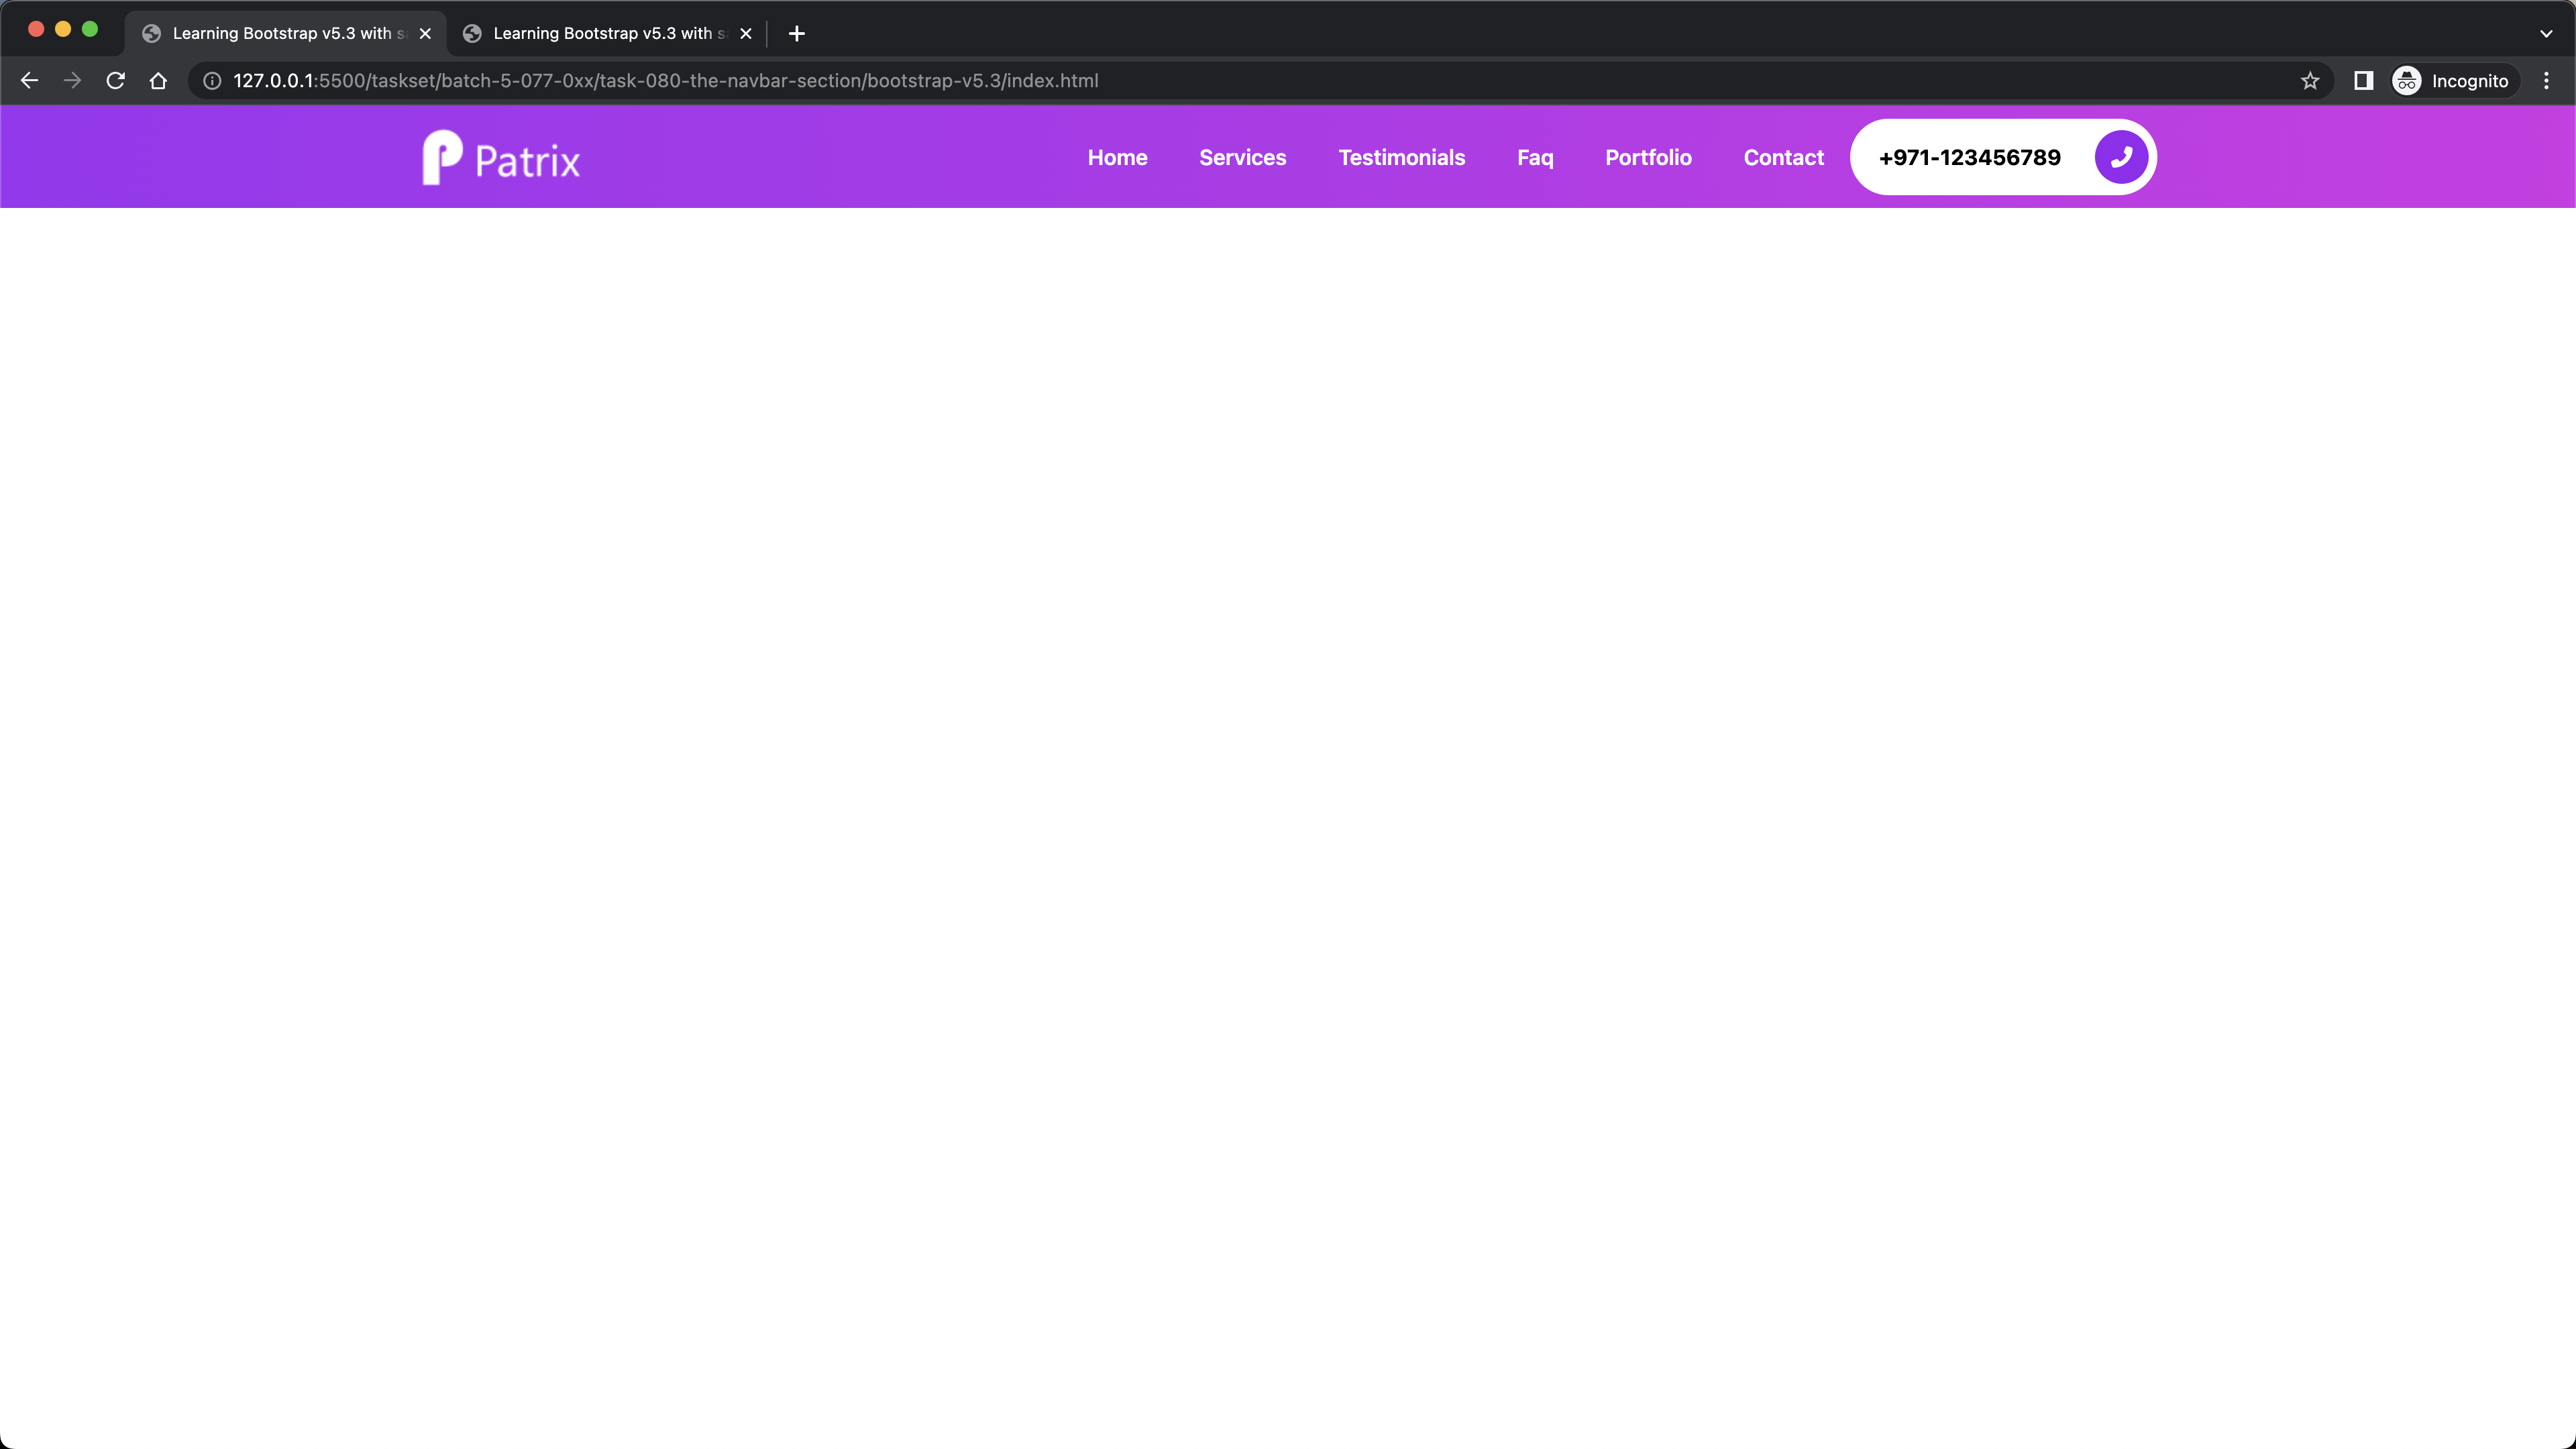 Learning Bootstrap v5.3 with s
Learning Bootstrap v5.3 with s
127.0.0.1:5500/taskset/batch-5-077-0xx/task-080-the-navbar-section/bootstrap-v5.3/index.html
Incognito
Patrix
Home Services Testimonials Faq Portfolio Contact +971-123456789